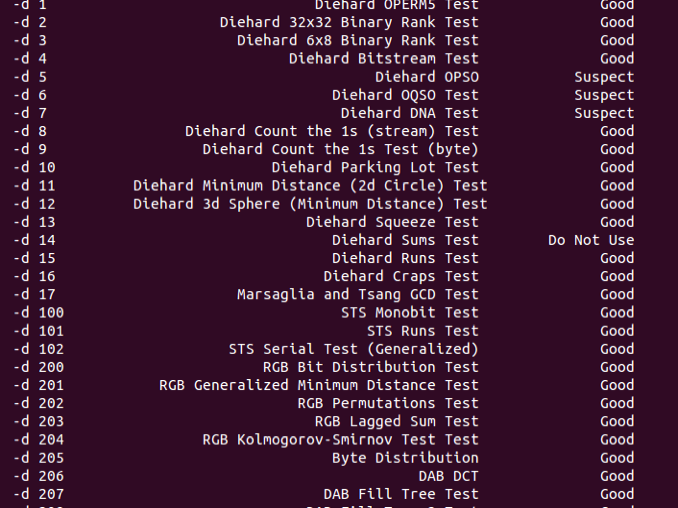 -d 1 Diehard OPERM5 Test Good
-d 2 Diehard 32x32 Binary Rank Test Good
-d 3 Diehard 6x8 Binary Rank Test Good
-d 4 Diehard Bitstream Test Good
-d 5 Diehard OPSO Suspect
-d 6 Diehard OQSO Test Suspect
-d 7 Diehard DNA Test Suspect
-d 8 Diehard Count the 1s (stream) Test Good
-d 9 Diehard Count the 1s Test (byte) Good
-d 10 Diehard Parking Lot Test Good
-d 11 Diehard Minimum Distance (2d Circle) Test Good
-d 12 Diehard 3d Sphere (Minimum Distance) Test Good
-d 13 Diehard Squeeze Test Good
-d 14 Diehard Sums Test Do Not Use
-d 15 Diehard Runs Test Good
-d 16 Diehard Craps Test Good
-d 17 Marsaglia and Tsang GCD Test Good
-d 100 STS Monobit Test Good
-d 101 STS Runs Test Good
-d 102 STS Serial Test (Generalized) Good
-d 200 RGB Bit Distribution Test Good
-d 201 RGB Generalized Minimum Distance Test Good
-d 202 RGB Permutations Test Good
-d 203 RGB Lagged Sum Test Good
-d 204 RGB Kolmogorov-Smirnov Test Test Good
-d 205 Byte Distribution Good
-d 206 DAB DCT Good
-d 207 DAB Fill Tree Test Good